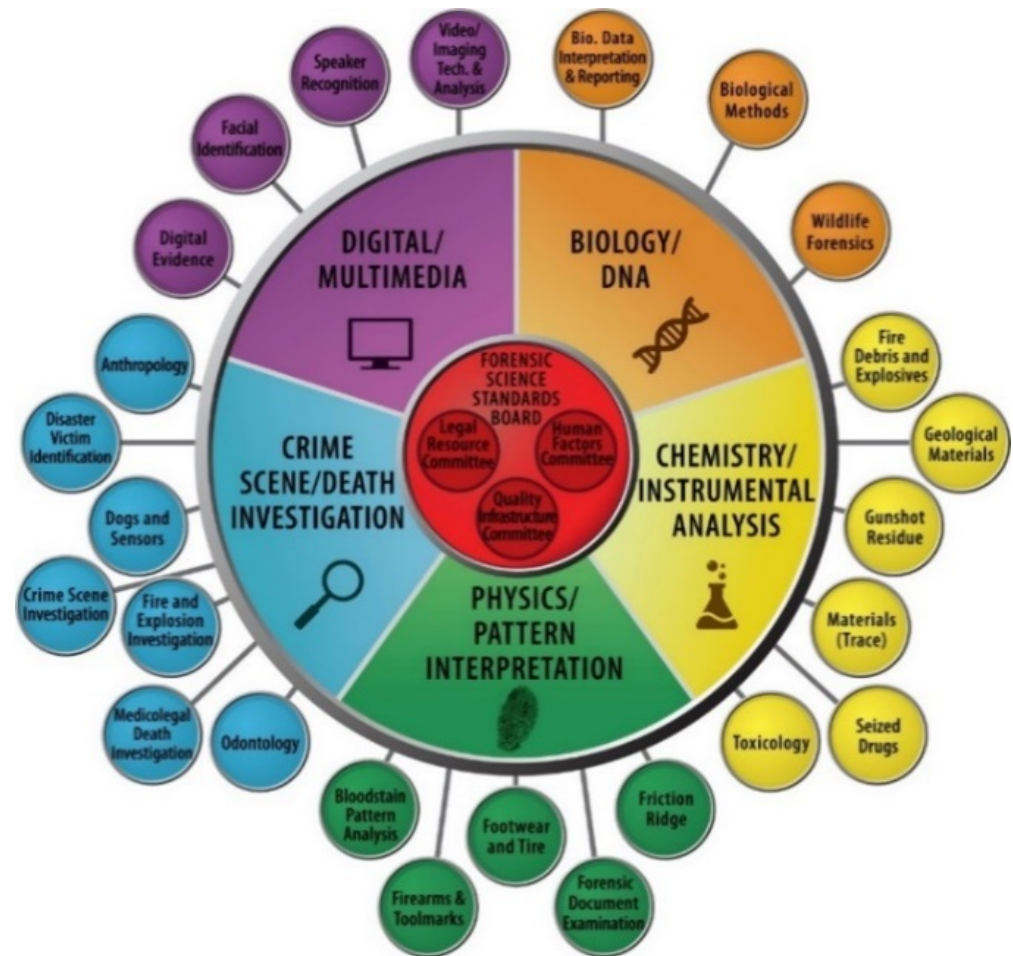 Video/
Imaging
Tech. &
Analysis
Bio. Data
Interpretation
& Reporting
Speaker
Recognition
Biological
Methods
Facial
Identification
Wildlife
Forensics
Digital
Evidence
DIGITAL/
MULTIMEDIA
BIOLOGY/
DNA
Anthropology
Fire
Debris and
Explosives
FORENSIC
SCIENCE
STANDARDS
BOARD
Legal
Resource
Committee
Human
Factors
Committee
Quality
Infrastructure
Committee
Disaster
Victim
Identification
Geological
Materials
CRIME
SCENE/DEATH
INVESTIGATION
CHEMISTRY/
INSTRUMENTAL
ANALYSIS
Dogs and
Sensors
Gunshot
Residue
Crime Scene
Investigation
Fire and
Explosion
Investigation
PHYSICS/
PATTERN
INTERPRETATION
Materials
(Trace)
Medicolegal
Death
Investigation
Odontology
Toxicology
Seized
Drugs
Bloodstain
Pattern
Analysis
Footwear
and Tire
Friction
Ridge
Firearms &
Toolmarks
Forensic
Document
Examination